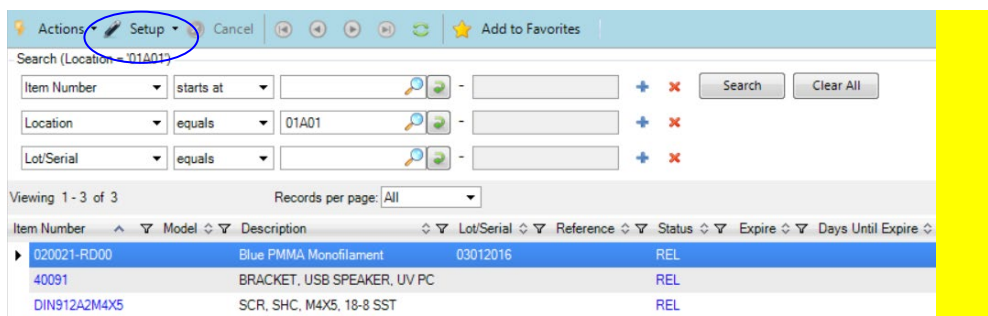 Actions Setup Cancel Add to Favorites
Search (Location = '01A01')
Item Number starts at - Search Clear All
Location equals 01A01 -
Lot/Serial equals -
Viewing 1 - 3 of 3 Records per page: All
Item Number Model Description Lot/Serial Reference Status Expire Days Until Expire
020021-RD00 Blue PMMA Monofilament 03012016 REL
40091 BRACKET, USB SPEAKER, UV PC REL
DIN912A2M4X5 SCR, SHC, M4X5, 18-8 SST REL